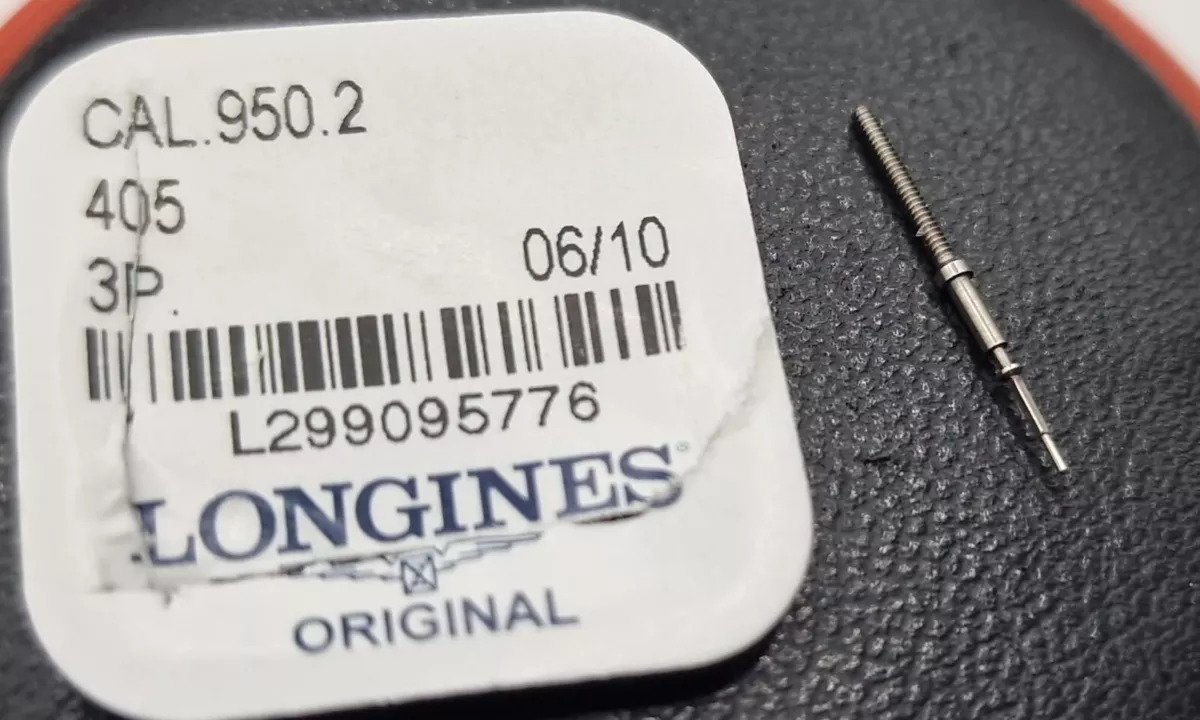 CAL.950.2
405
3P.
06/10
L299095776
LONGINES
ORIGINAL